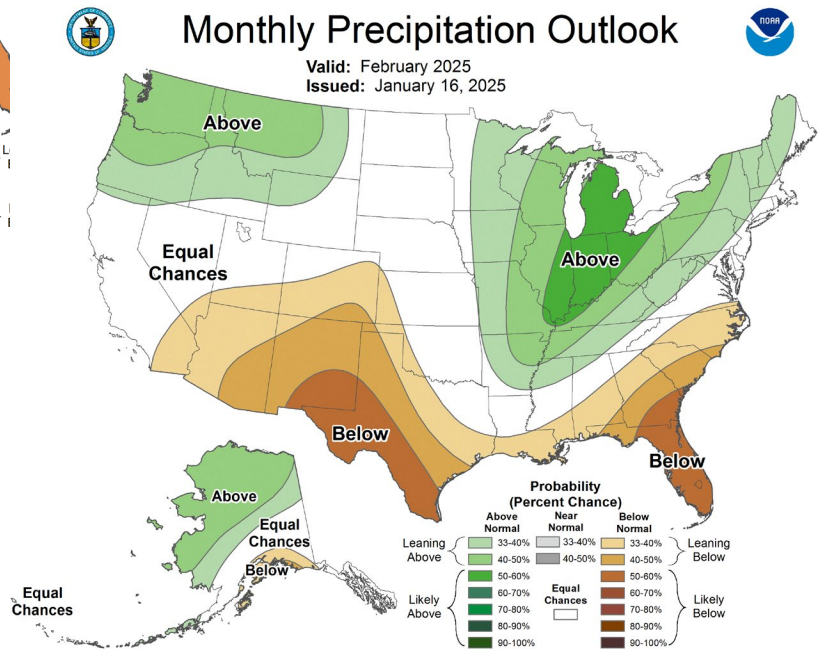 Monthly Precipitation Outlook
NOAA
Valid: February 2025
Issued: January 16, 2025
Above
Equal
Chances
Above
Below
Below
Above
Equal
Chances
Below
Equal
Chances
Probability
(Percent Chance)
Above
Normal
Near
Normal
Below
Normal
Leaning
Above
33-40%
40-50%
33-40%
40-50%
33-40%
40-50%
Leaning
Below
Likely
Above
50-60%
60-70%
70-80%
80-90%
90-100%
Equal
Chances
50-60%
60-70%
70-80%
80-90%
90-100%
Likely
Below